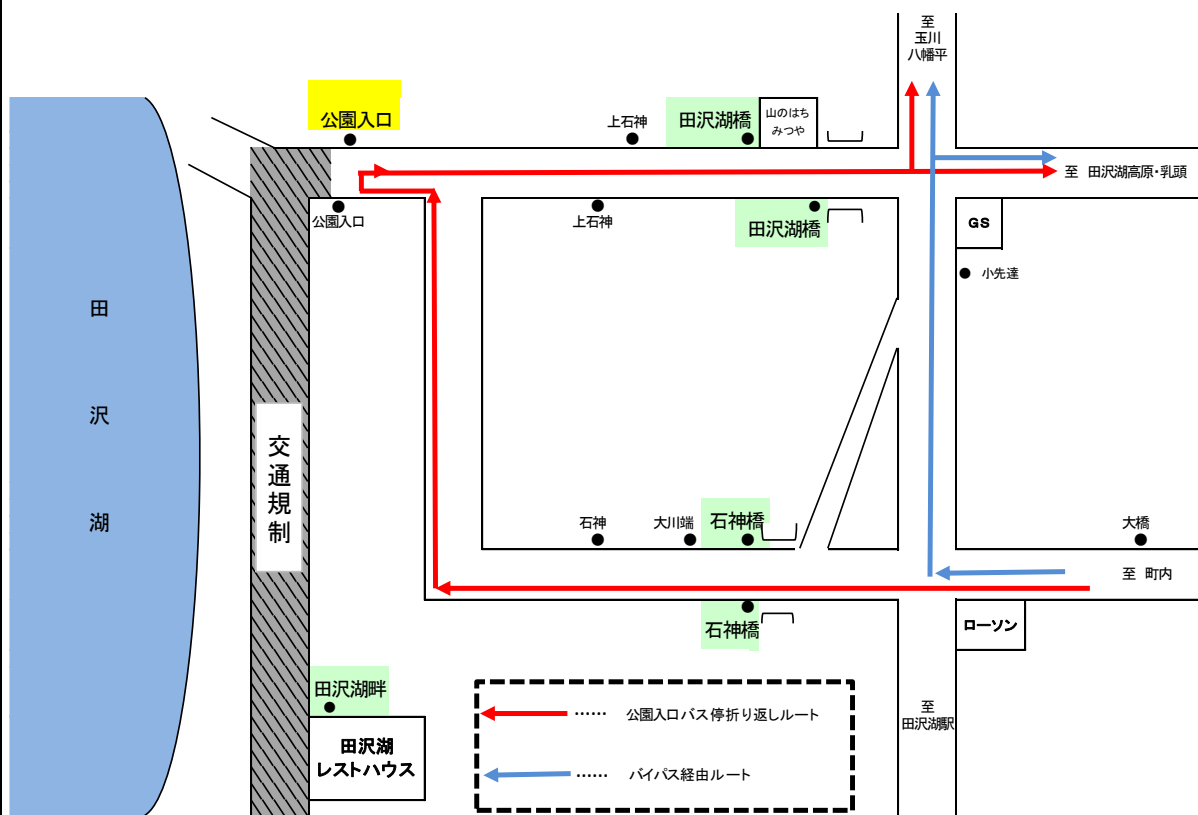 至
玉川
八幡平
公園入口
上石神
田沢湖橋
山のはち
みつや
至 田沢湖高原・乳頭
公園入口
上石神
田沢湖橋
GS
小先達
田
沢
湖
交
通
規
制
石神
大川端
石神橋
大橋
至 町内
石神橋
ローソン
田沢湖畔
田沢湖
レストハウス
…… 公園入口バス停折り返しルート
…… バイパス経由ルート
至
田沢湖駅